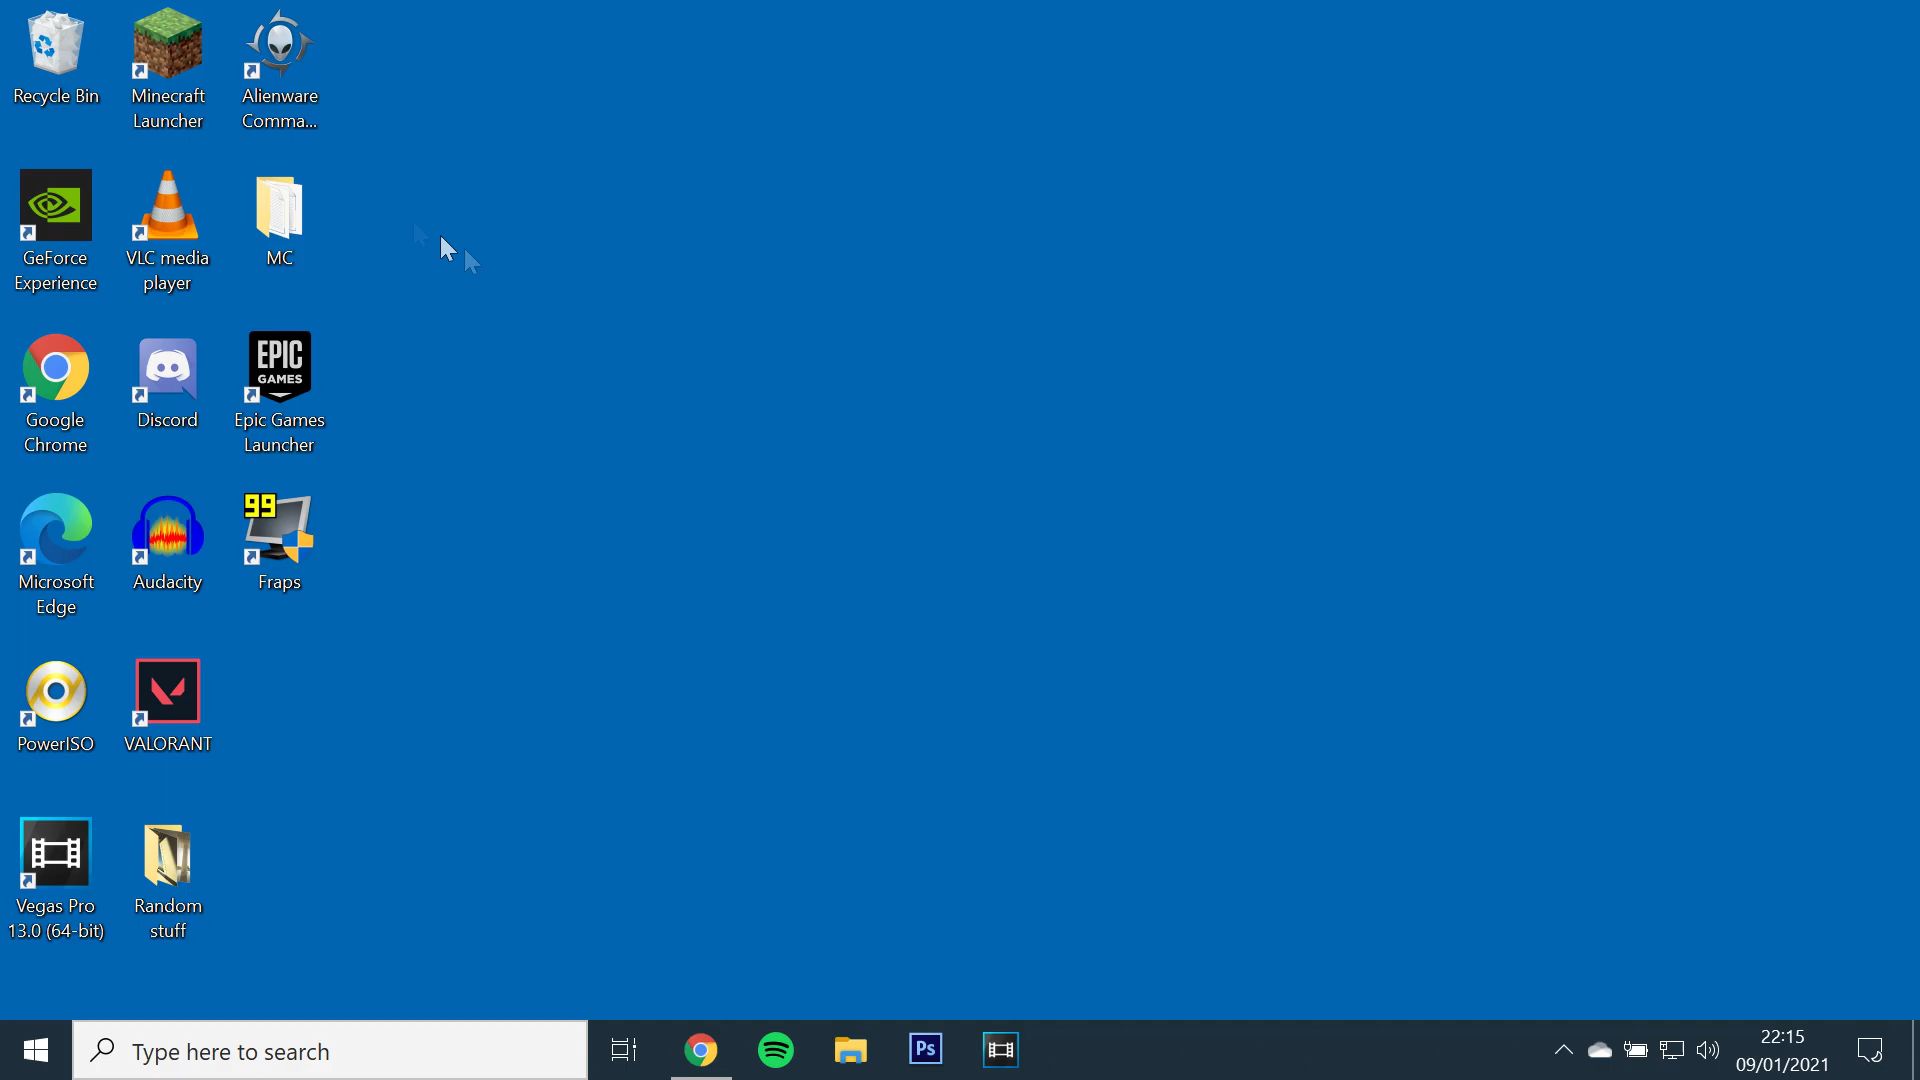 Recycle Bin
Minecraft
Launcher
Alienware
Comma...
GeForce
Experience
VLC media
player
MC
Google
Chrome
Discord
EPIC
GAMES
Epic Games
Launcher
Microsoft
Edge
Audacity
99
Fraps
PowerISO
VALORANT
Vegas Pro
13.0 (64-bit)
Random
stuff
Type here to search
Ps
22:15
09/01/2021